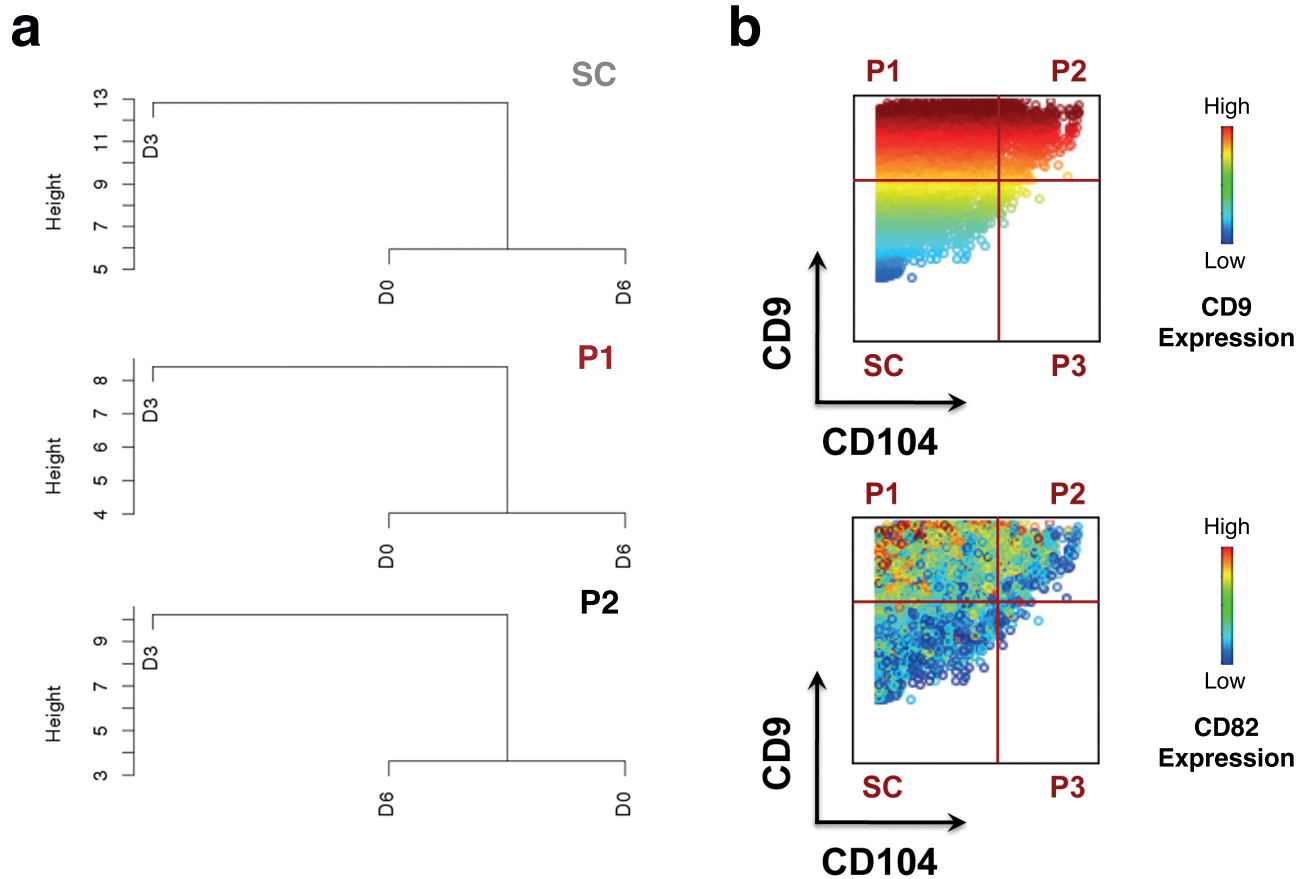 a
SC
Height
13
11
9
7
5
D3
D0
D6
P1
Height
8
7
6
5
4
D3
D0
D6
P2
Height
9
7
5
3
D3
D6
D0
b
P1
P2
SC
P3
CD9
CD104
High
Low
CD9
Expression
P1
P2
SC
P3
CD9
CD104
High
Low
CD82
Expression